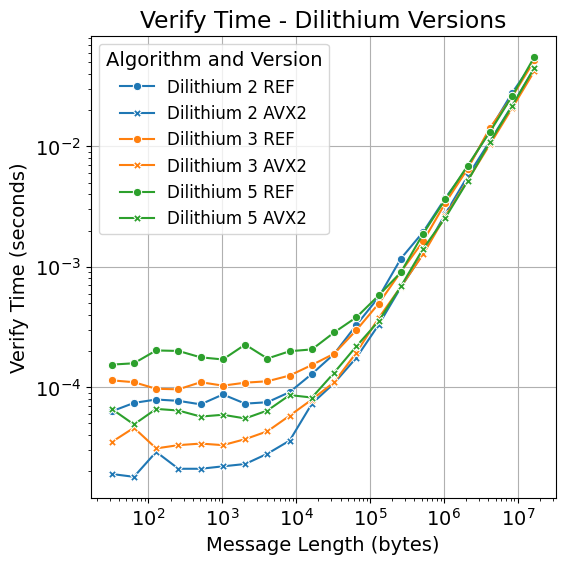 Verify Time - Dilithium Versions
Algorithm and Version
Dilithium 2 REF
Dilithium 2 AVX2
Dilithium 3 REF
Dilithium 3 AVX2
Dilithium 5 REF
Dilithium 5 AVX2
Verify Time (seconds)
10⁻²
10⁻³
10⁻⁴
10² 10³ 10⁴ 10⁵ 10⁶ 10⁷
Message Length (bytes)